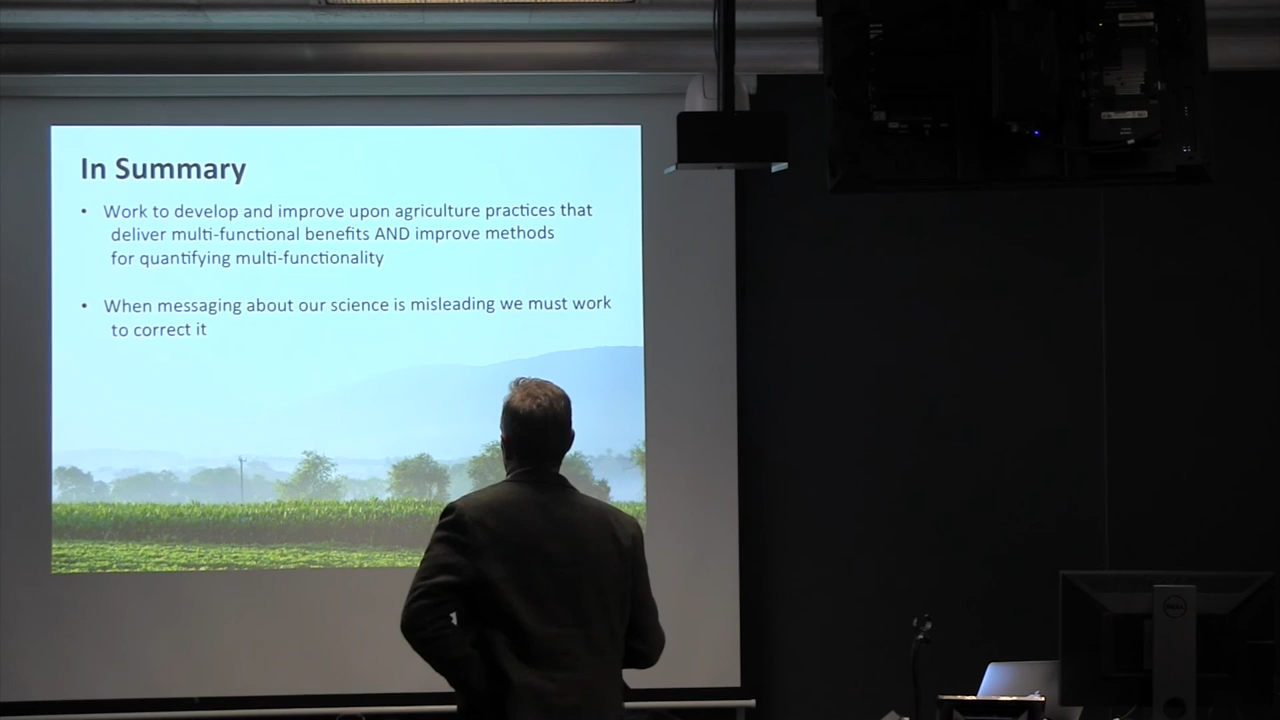 In Summary
• Work to develop and improve upon agriculture practices that
deliver multi-functional benefits AND improve methods
for quantifying multi-functionality
• When messaging about our science is misleading we must work
to correct it
DELL